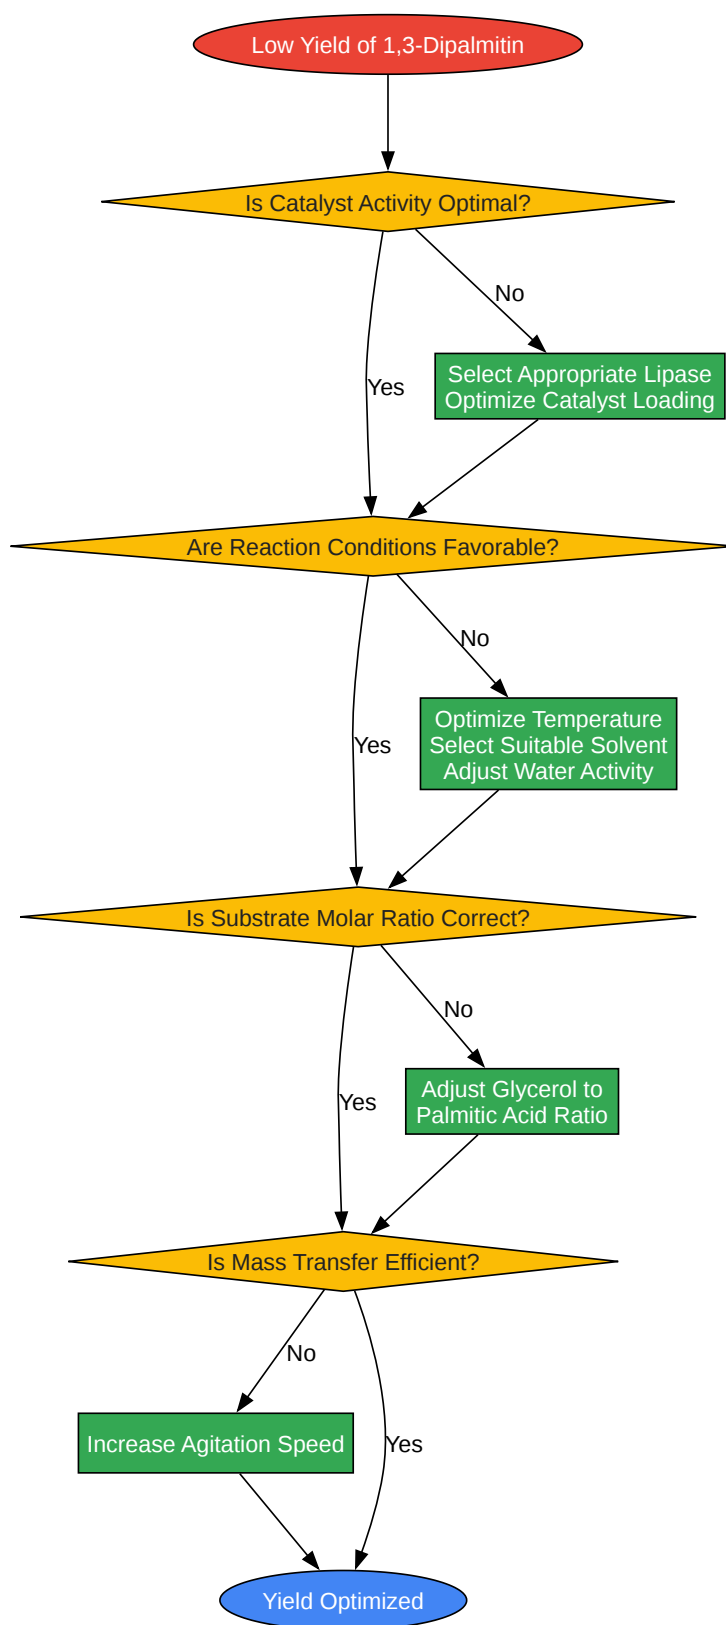 Low Yield of 1,3-Dipalmitin
Is Catalyst Activity Optimal?
No
Select Appropriate Lipase
Optimize Catalyst Loading
Yes
Are Reaction Conditions Favorable?
No
Optimize Temperature
Select Suitable Solvent
Adjust Water Activity
Yes
Is Substrate Molar Ratio Correct?
No
Adjust Glycerol to
Palmitic Acid Ratio
Yes
Is Mass Transfer Efficient?
No
Increase Agitation Speed
Yes
Yield Optimized